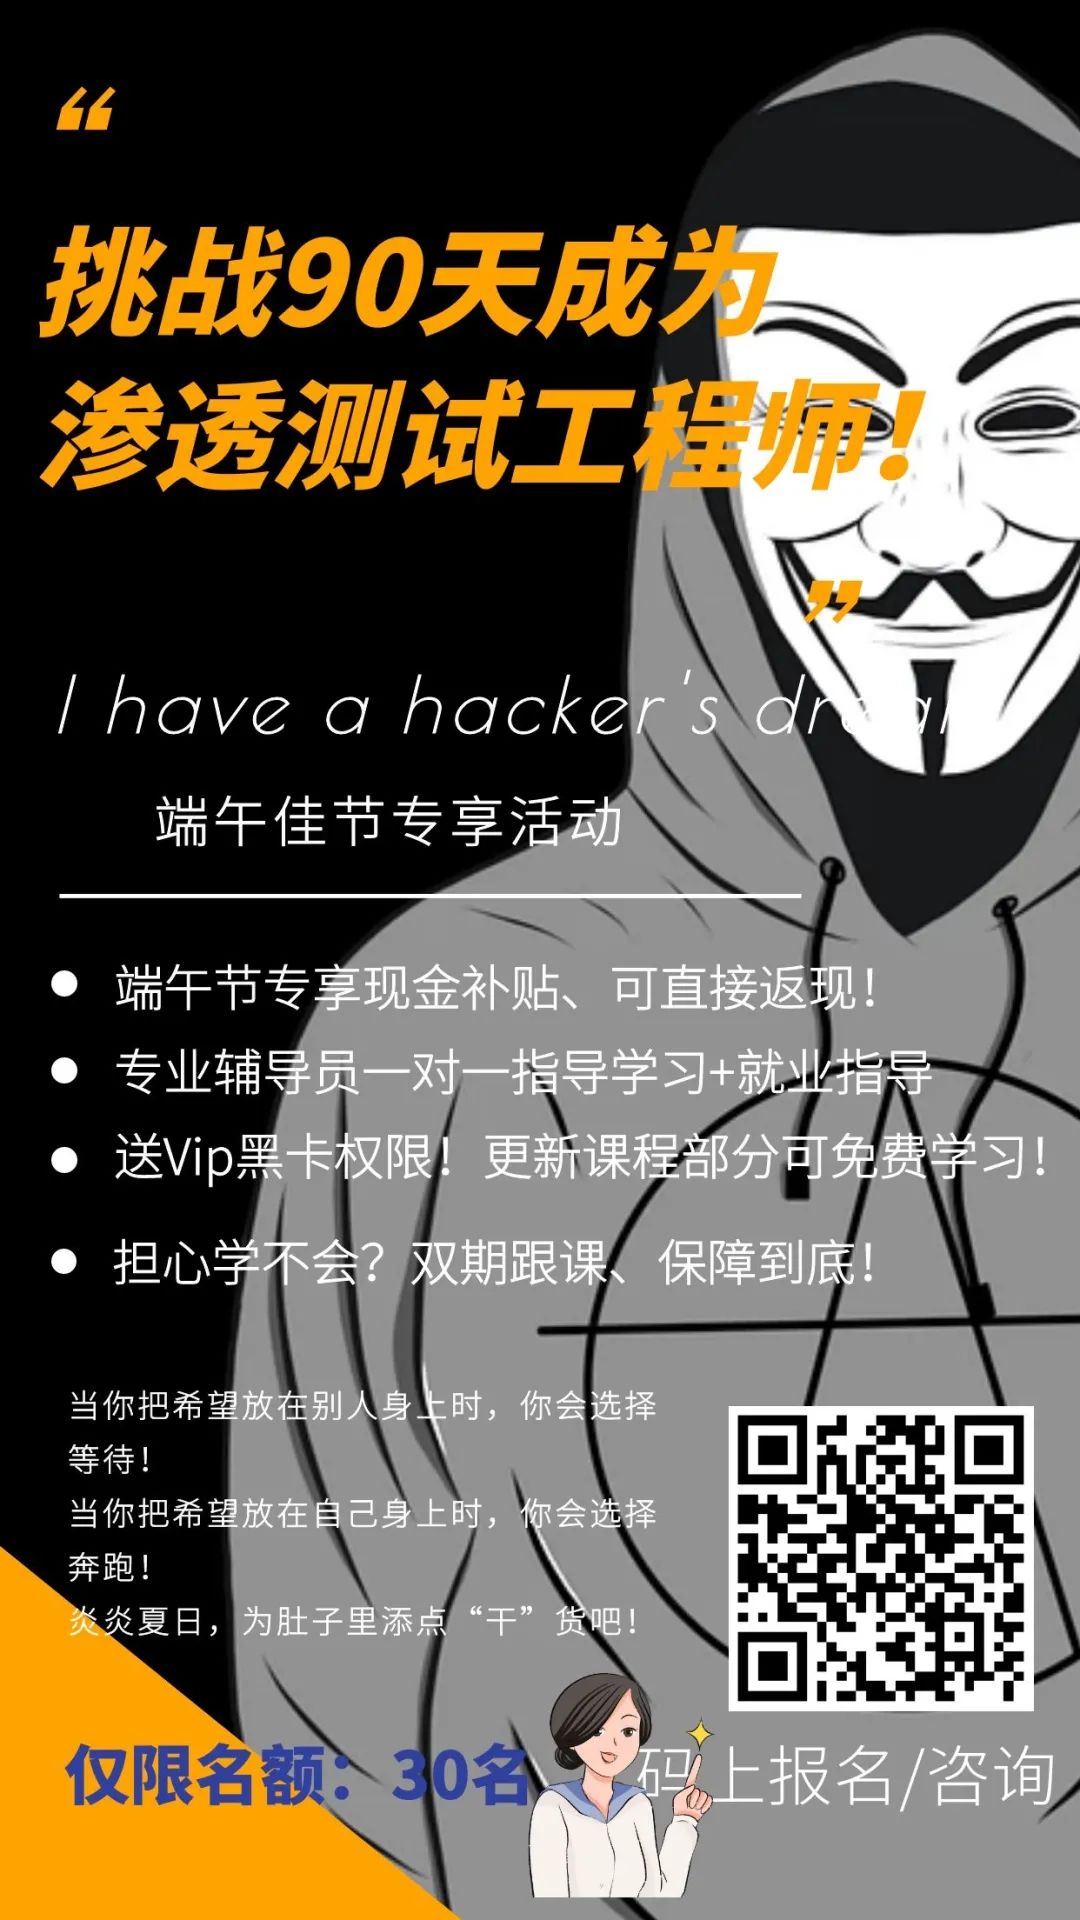 “
挑战90天成为
渗透测试工程师！
”
I have a hacker's dream
端午佳节专享活动
● 端午节专享现金补贴、可直接返现！
● 专业辅导员一对一指导学习+就业指导
● 送Vip黑卡权限！更新课程部分可免费学习！
● 担心学不会？双期跟课、保障到底！
当你把希望放在别人身上时，你会选择
等待！
当你把希望放在自己身上时，你会选择
奔跑！
炎炎夏日，为肚子里添点“干”货吧！
仅限名额：30名
码上报名/咨询